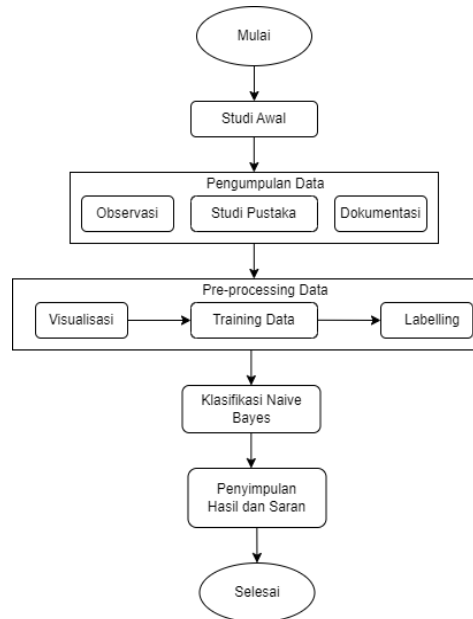 Mulai
Studi Awal
Pengumpulan Data
Observasi
Studi Pustaka
Dokumentasi
Pre-processing Data
Visualisasi
Training Data
Labelling
Klasifikasi Naive
Bayes
Penyimpulan
Hasil dan Saran
Selesai